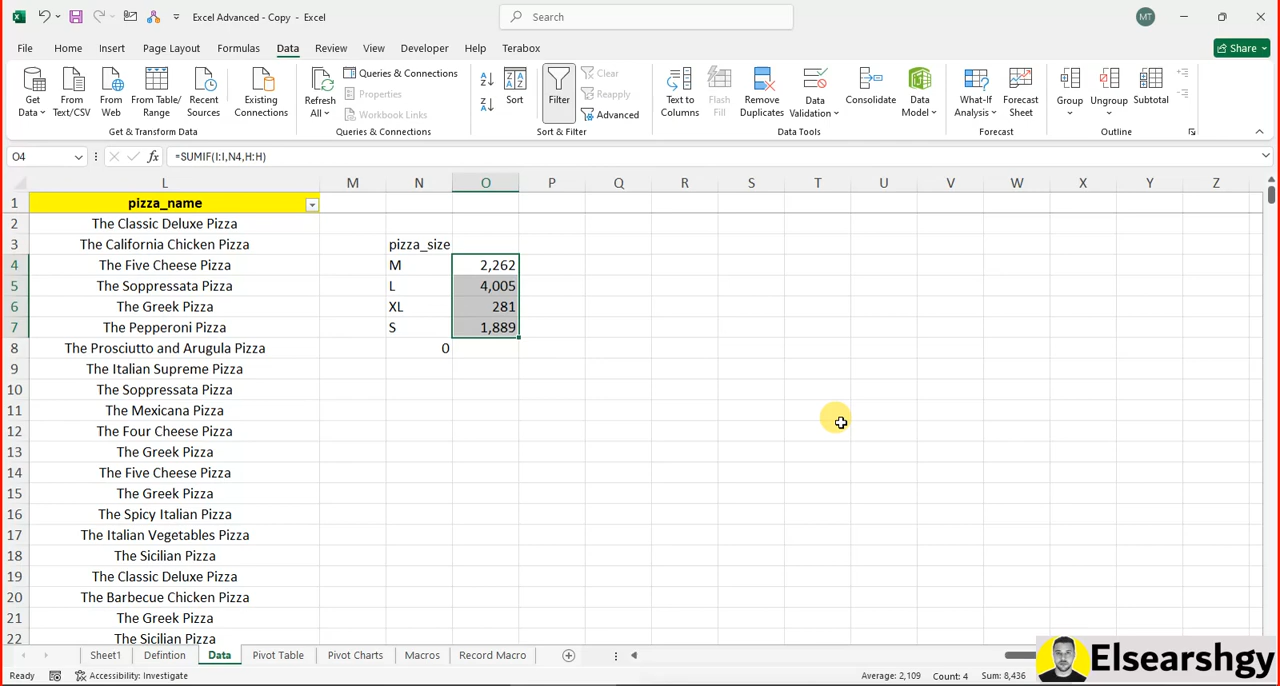 Excel Advanced - Copy - Excel
Search
MT
File Home Insert Page Layout Formulas Data Review View Developer Help Terabox
Share
Get Data
From Text/CSV
From Web
From Table/ Range
Recent Sources
Existing Connections
Get & Transform Data
Refresh All
Queries & Connections
Properties
Workbook Links
Queries & Connections
Sort
Filter
Clear
Reapply
Advanced
Sort & Filter
Text to Columns
Flash Fill
Remove Duplicates
Data Validation
Consolidate
Data Model
Data Tools
What-If Analysis
Forecast Sheet
Forecast
Group
Ungroup
Subtotal
Outline
O4
fx
=SUMIF(I:I,N4,H:H)
L M N O P Q R S T U V W X Y Z
1 pizza_name
2 The Classic Deluxe Pizza
3 The California Chicken Pizza pizza_size
4 The Five Cheese Pizza M 2,262
5 The Soppressata Pizza L 4,005
6 The Greek Pizza XL 281
7 The Pepperoni Pizza S 1,889
8 The Prosciutto and Arugula Pizza 0
9 The Italian Supreme Pizza
10 The Soppressata Pizza
11 The Mexicana Pizza
12 The Four Cheese Pizza
13 The Greek Pizza
14 The Five Cheese Pizza
15 The Greek Pizza
16 The Spicy Italian Pizza
17 The Italian Vegetables Pizza
18 The Sicilian Pizza
19 The Classic Deluxe Pizza
20 The Barbecue Chicken Pizza
21 The Greek Pizza
22 The Sicilian Pizza
Sheet1 Defintion Data Pivot Table Pivot Charts Macros Record Macro
Ready Accessibility: Investigate Average: 2,109 Count: 4 Sum: 8,436
Elsearshgy